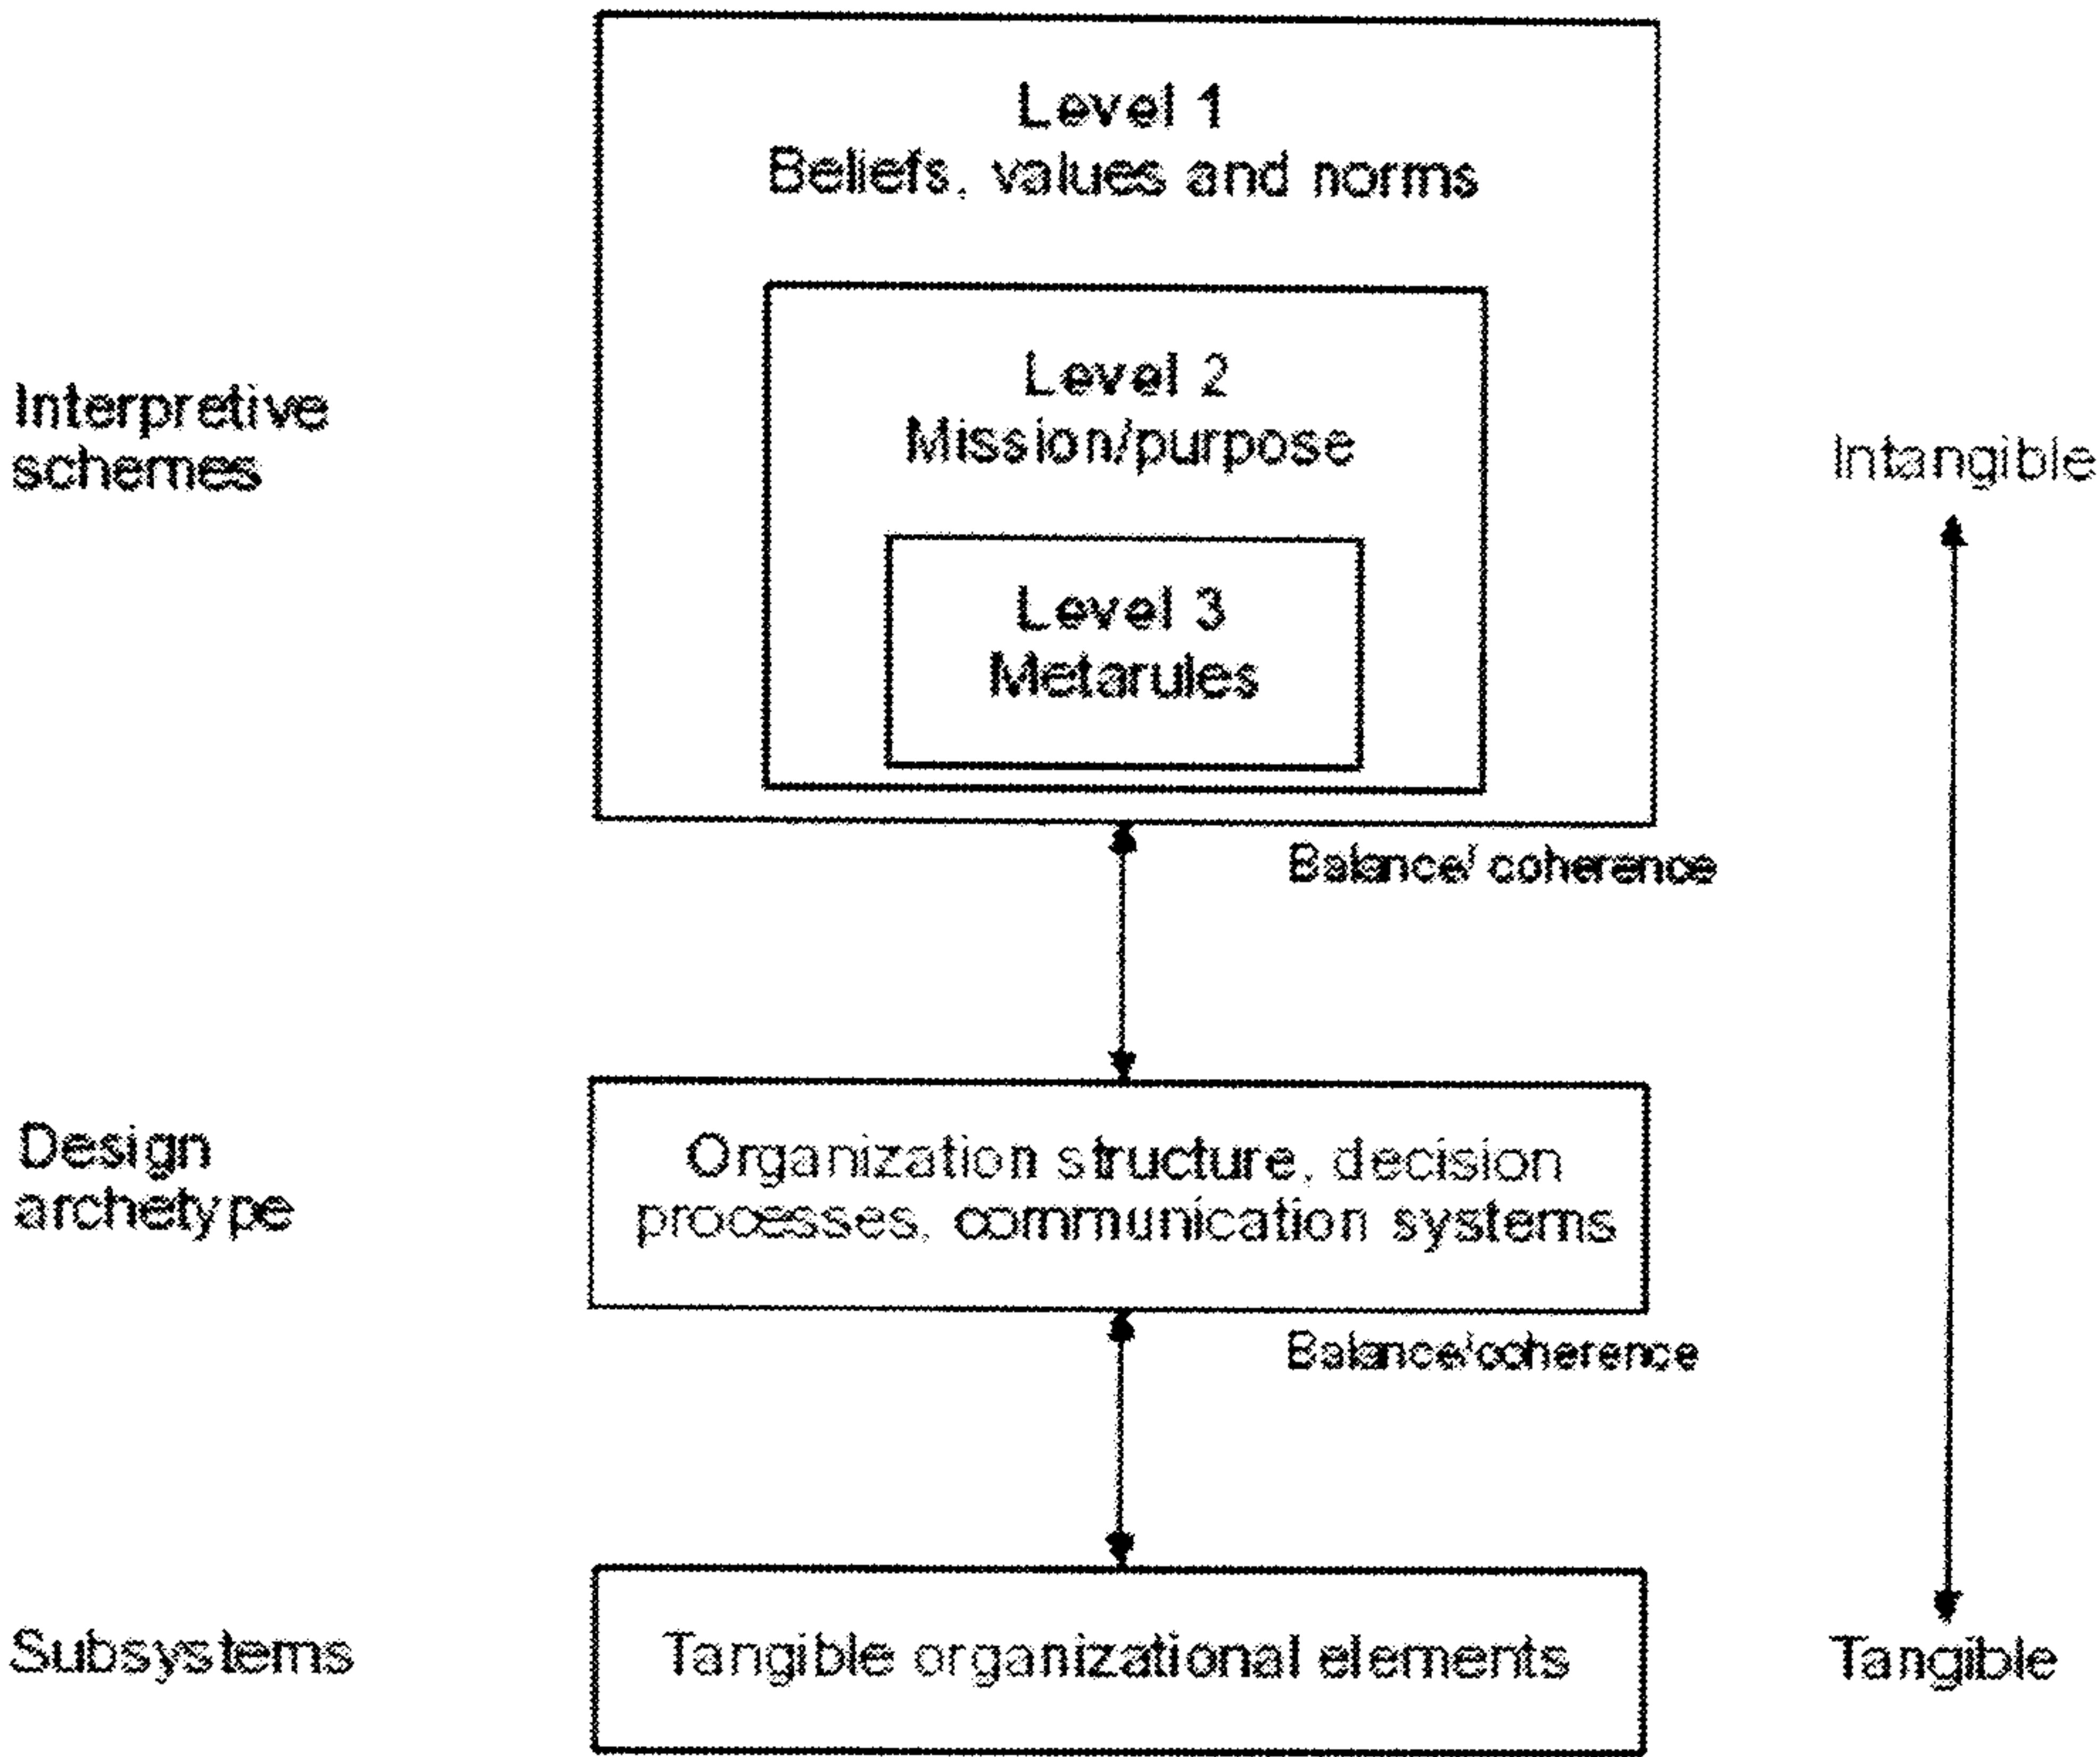 Level 1
Beliefs, values and norms
Level 2
Mission/purpose
Interpretive
schemes
Intangible
Level 3
Metarules
Balance/ coherence
Design
archetype
Organization structure, decision
processes, communication systems
Balance/coherence
Subsystems
Tangible organizational elements
Tangible